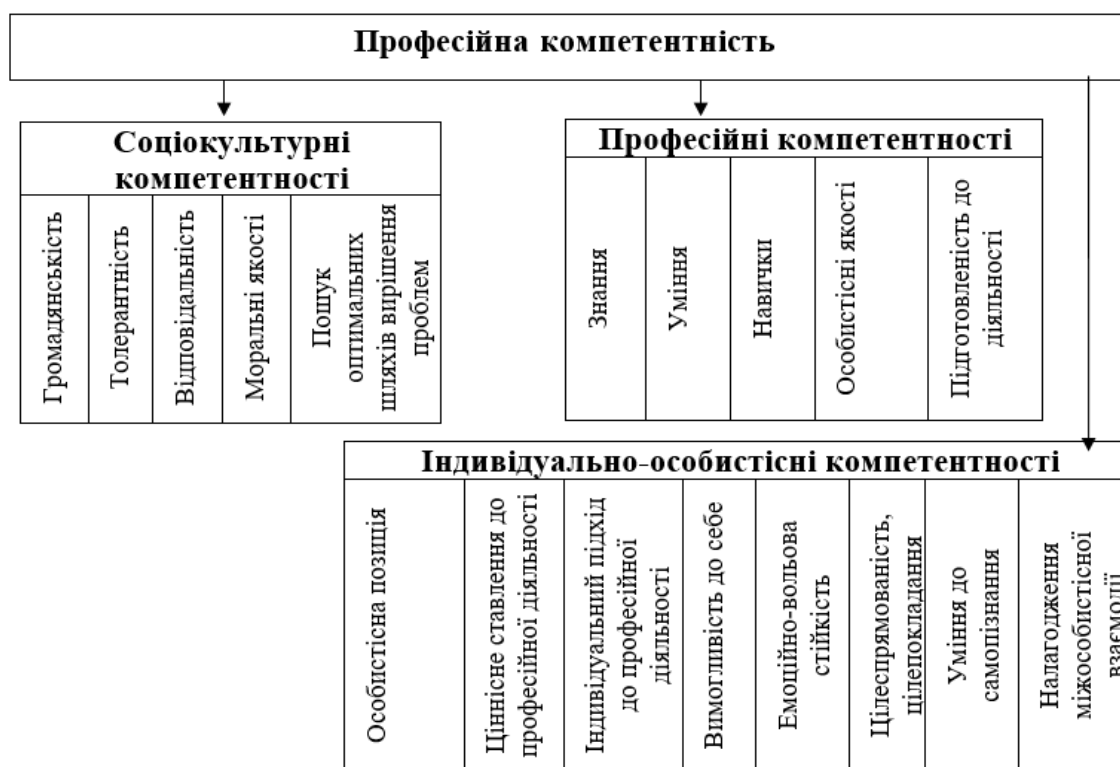 Професійна компетентність
Соціокультурні
компетентності
Громадянськість
Толерантність
Відповідальність
Моральні якості
Пошук
оптимальних
шляхів вирішення
проблем
Професійні компетентності
Знання
Уміння
Навички
Особистісні якості
Підготовленість до
діяльності
Індивідуально-особистісні компетентності
Особистісна позиція
Ціннісне ставлення до
професійної діяльності
Індивідуальний підхід
до професійної
діяльності
Вимогливість до себе
Емоційно-вольова
стійкість
Цілеспрямованість,
цілепокладання
Уміння до
самопізнання
Налагодження
міжособистісної
взаємодії